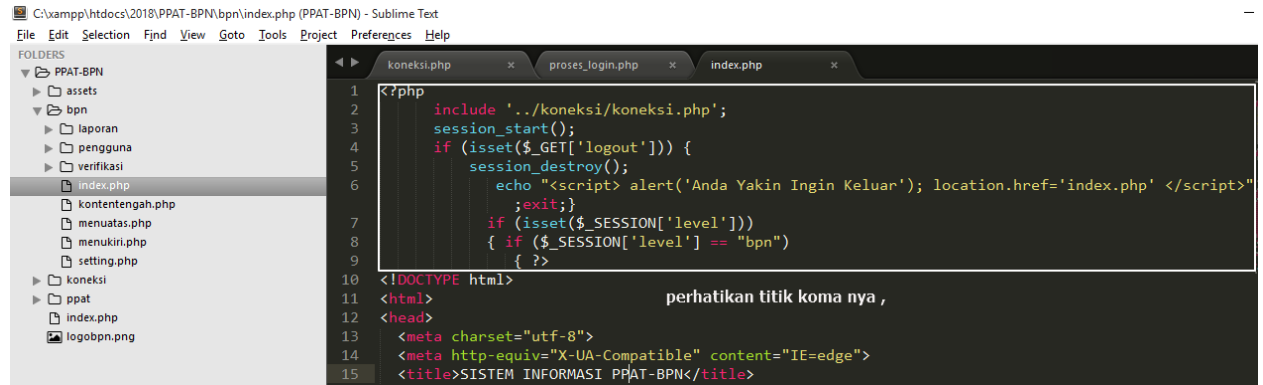 C:\xampp\htdocs\2018\PPAT-BPN\bpn\index.php (PPAT-BPN) - Sublime Text
File Edit Selection Find View Goto Tools Project Preferences Help
FOLDERS
PPAT-BPN
assets
bpn
laporan
pengguna
verifikasi
index.php
kontentengah.php
menuatas.php
menukiri.php
setting.php
koneksi
ppat
index.php
logobpn.png
koneksi.php × proses_login.php × index.php ×
1 <?php
2 include '../koneksi/koneksi.php';
3 session_start();
4 if (isset($_GET['logout'])) {
5 session_destroy();
6 echo "<script> alert('Anda Yakin Ingin Keluar'); location.href='index.php' </script>"
;exit;}
7 if (isset($_SESSION['level']))
8 { if ($_SESSION['level'] == "bpn")
9 { ?>
10 <!DOCTYPE html>
11 <html>
perhatikan titik koma nya ,
12 <head>
13 <meta charset="utf-8">
14 <meta http-equiv="X-UA-Compatible" content="IE=edge">
15 <title>SISTEM INFORMASI PPAT-BPN</title>